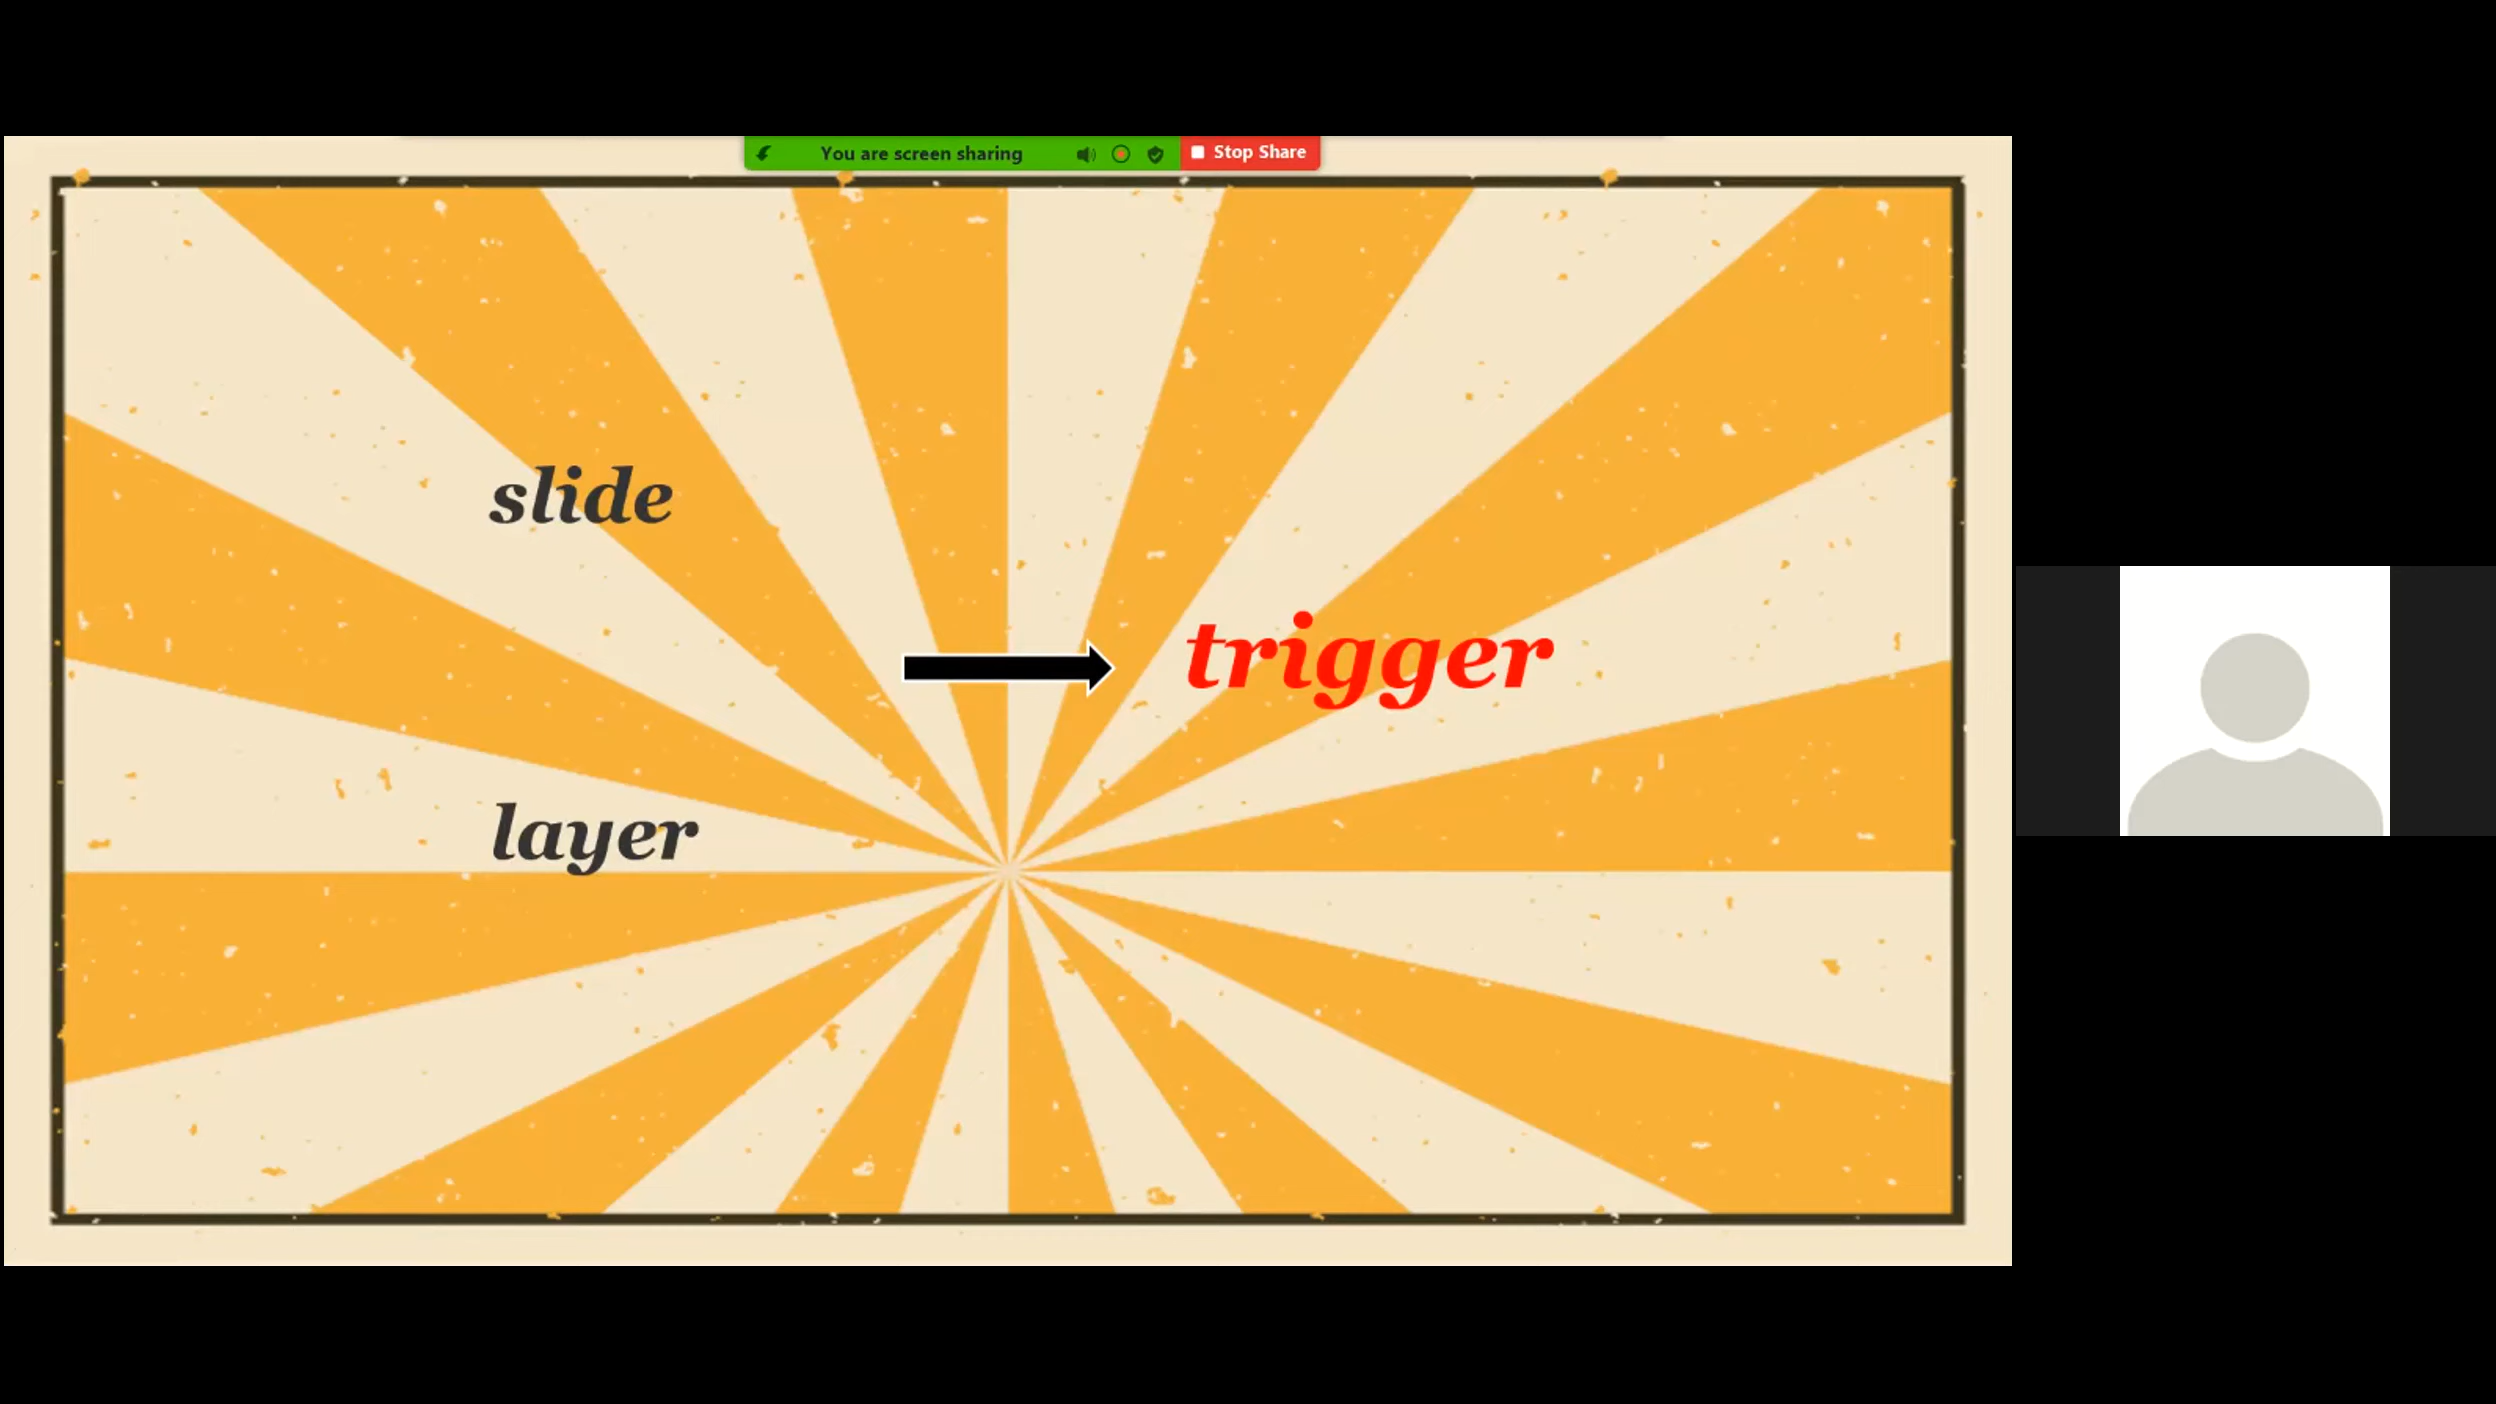 You are screen sharing
Stop Share
slide
trigger
layer